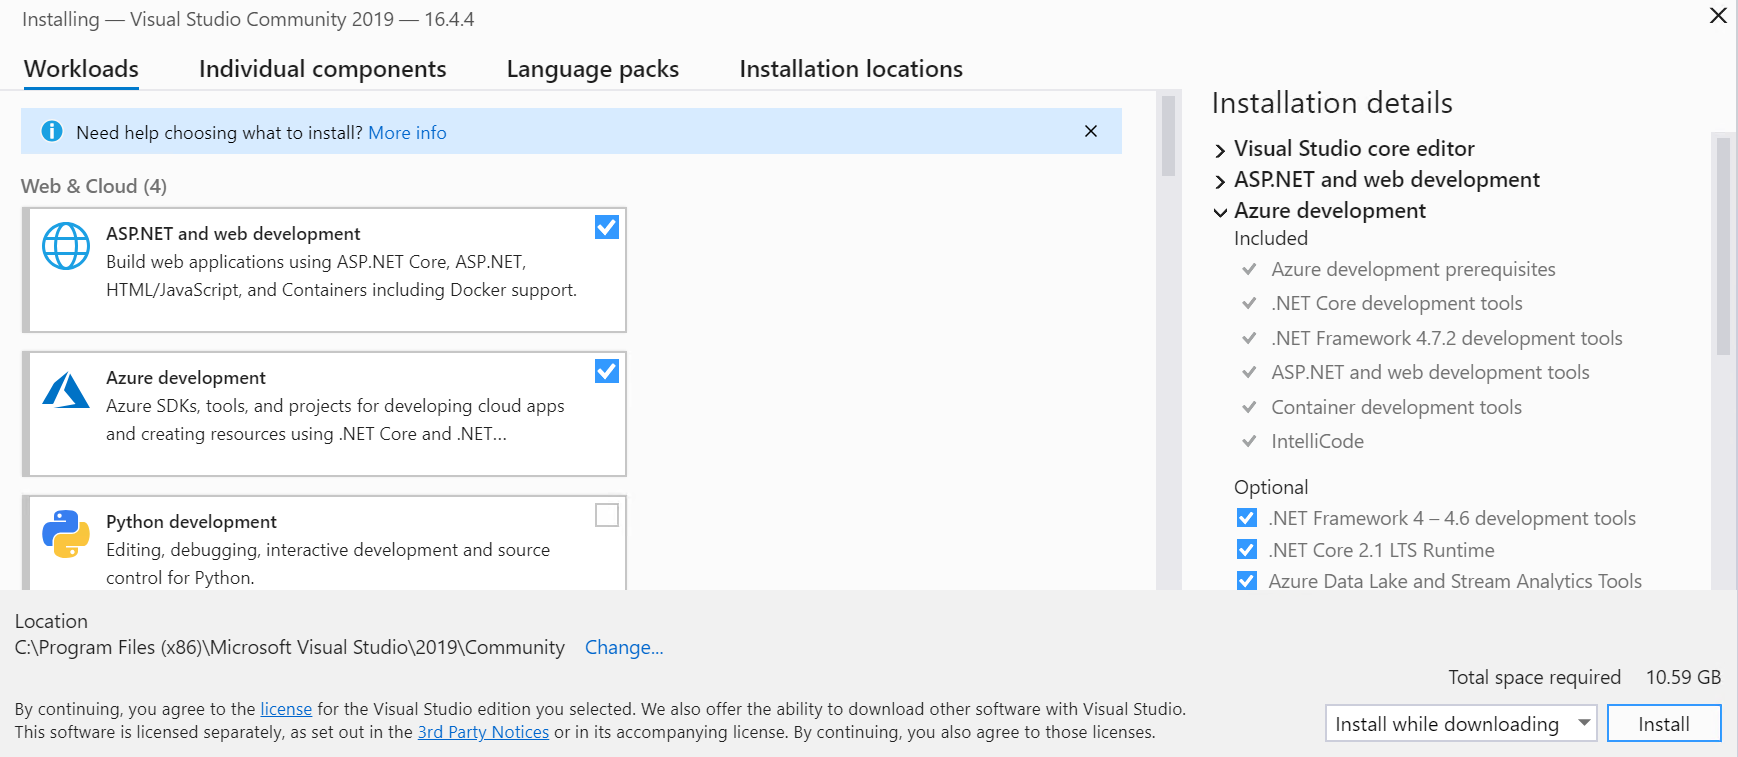 Installing — Visual Studio Community 2019 — 16.4.4
Workloads
Individual components
Language packs
Installation locations
Need help choosing what to install? More info
Web & Cloud (4)
ASP.NET and web development
Build web applications using ASP.NET Core, ASP.NET,
HTML/JavaScript, and Containers including Docker support.
Azure development
Azure SDKs, tools, and projects for developing cloud apps
and creating resources using .NET Core and .NET...
Python development
Editing, debugging, interactive development and source
control for Python.
Installation details
Visual Studio core editor
ASP.NET and web development
Azure development
Included
Azure development prerequisites
.NET Core development tools
.NET Framework 4.7.2 development tools
ASP.NET and web development tools
Container development tools
IntelliCode
Optional
.NET Framework 4 – 4.6 development tools
.NET Core 2.1 LTS Runtime
Azure Data Lake and Stream Analytics Tools
Location
C:\Program Files (x86)\Microsoft Visual Studio\2019\Community Change...
Total space required 10.59 GB
By continuing, you agree to the license for the Visual Studio edition you selected. We also offer the ability to download other software with Visual Studio.
This software is licensed separately, as set out in the 3rd Party Notices or in its accompanying license. By continuing, you also agree to those licenses.
Install while downloading
Install